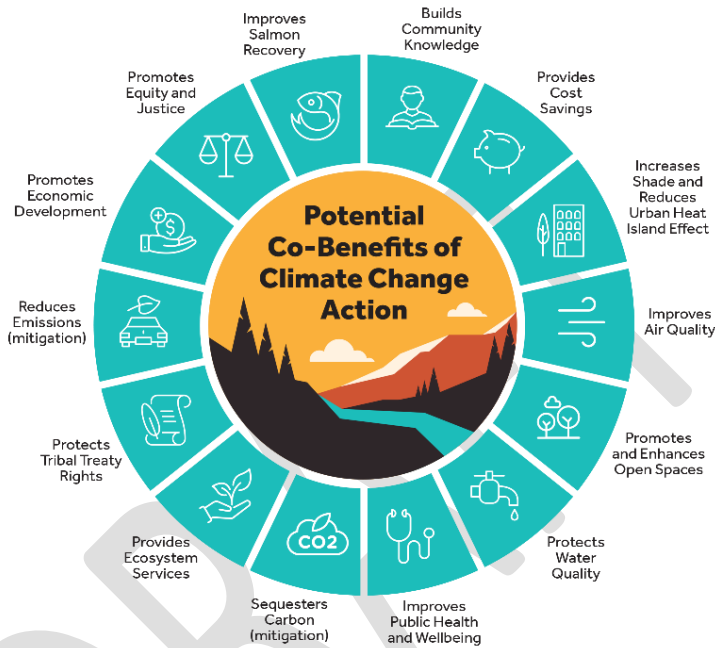 Potential
Co-Benefits of
Climate Change
Action
Builds
Community
Knowledge
Provides
Cost
Savings
Increases
Shade and
Reduces
Urban Heat
Island Effect
Improves
Air Quality
Promotes
and Enhances
Open Spaces
Protects
Water
Quality
Improves
Public Health
and Wellbeing
Sequesters
Carbon
(mitigation)
CO2
Provides
Ecosystem
Services
Protects
Tribal Treaty
Rights
Reduces
Emissions
(mitigation)
Promotes
Economic
Development
$
Promotes
Equity and
Justice
Improves
Salmon
Recovery